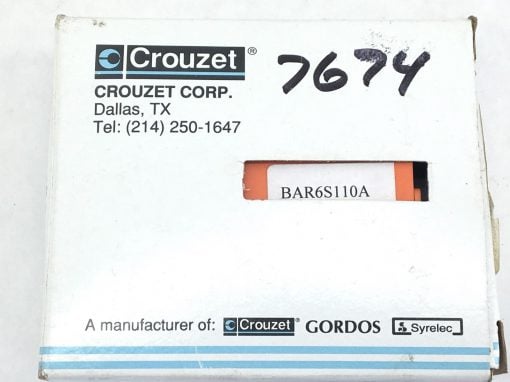 Crouzet®
7674
CROUZET CORP.
Dallas, TX
Tel: (214) 250-1647
BAR6S110A
A manufacturer of: Crouzet® GORDOS Syrelec